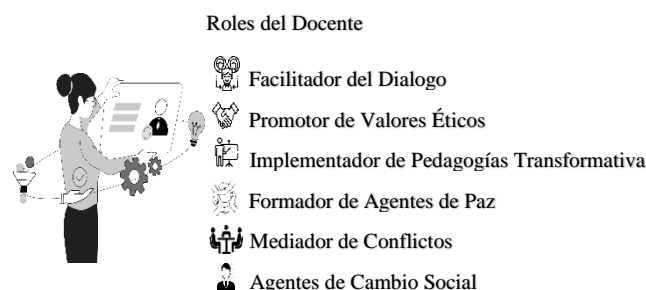 Roles del Docente
Facilitador del Dialogo
Promotor de Valores Éticos
Implementador de Pedagogías Transformativa
Formador de Agentes de Paz
Mediador de Conflictos
Agentes de Cambio Social